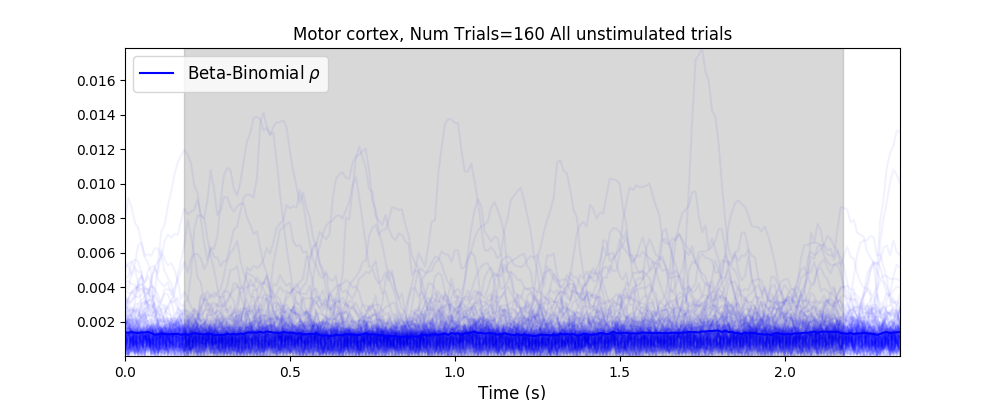 Motor cortex, Num Trials=160 All unstimulated trials
Beta-Binomial ρ
0.016
0.014
0.012
0.010
0.008
0.006
0.004
0.002
0.0 0.5 1.0 1.5 2.0
Time (s)